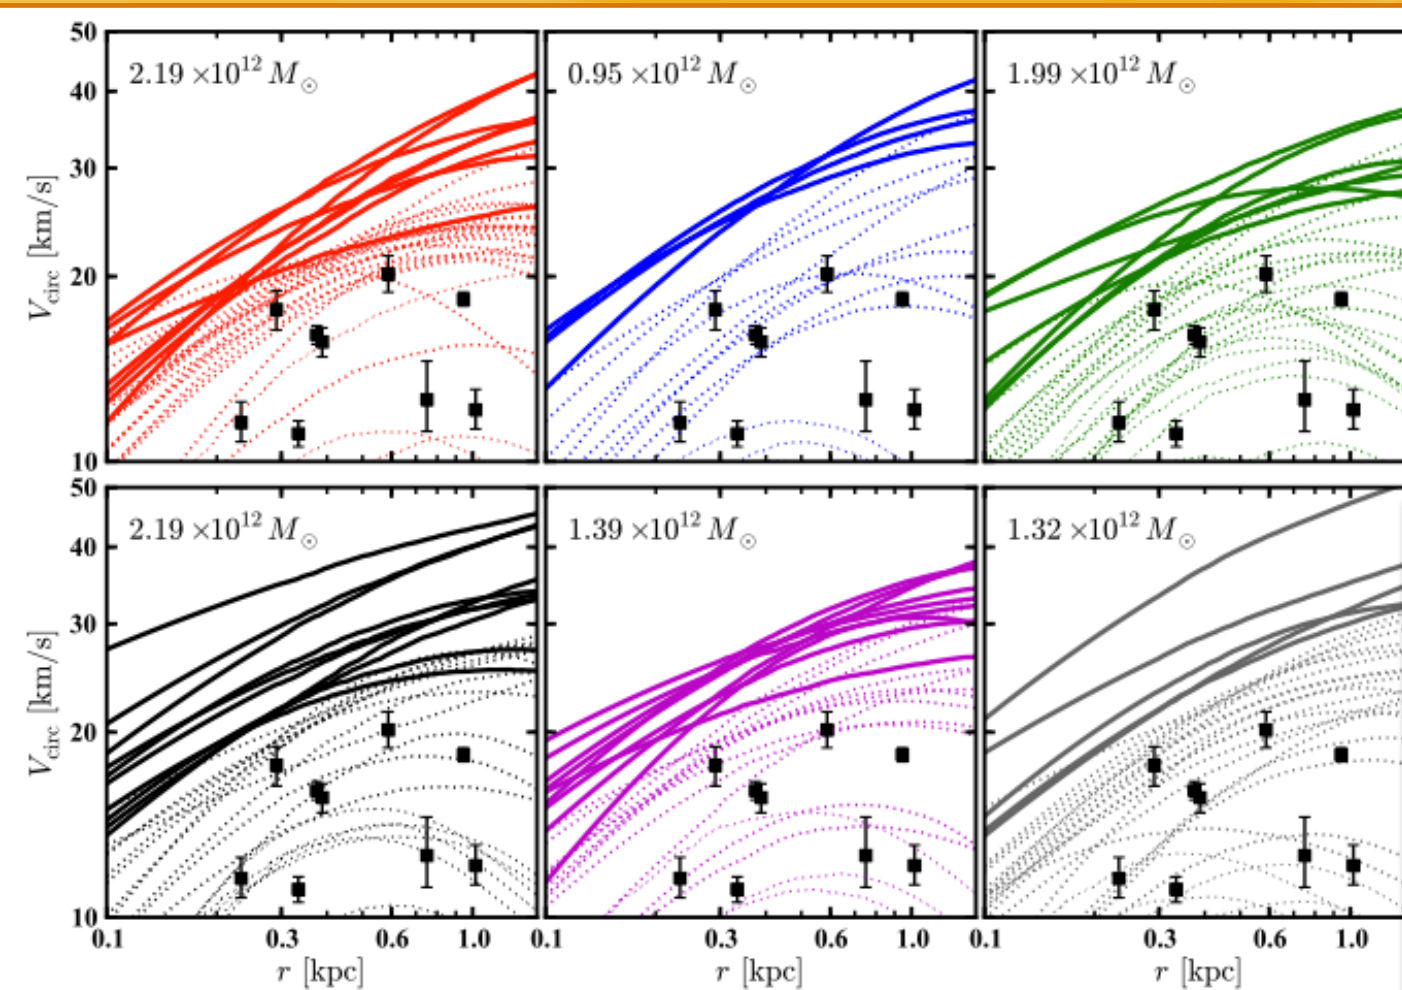 2.19 ×10¹² M⊙
0.95 ×10¹² M⊙
1.99 ×10¹² M⊙
50
40
30
20
10
V_circ [km/s]
2.19 ×10¹² M⊙
1.39 ×10¹² M⊙
1.32 ×10¹² M⊙
50
40
30
20
10
V_circ [km/s]
0.1 0.3 0.6 1.0 0.1 0.3 0.6 1.0 0.1 0.3 0.6 1.0
r [kpc] r [kpc] r [kpc]